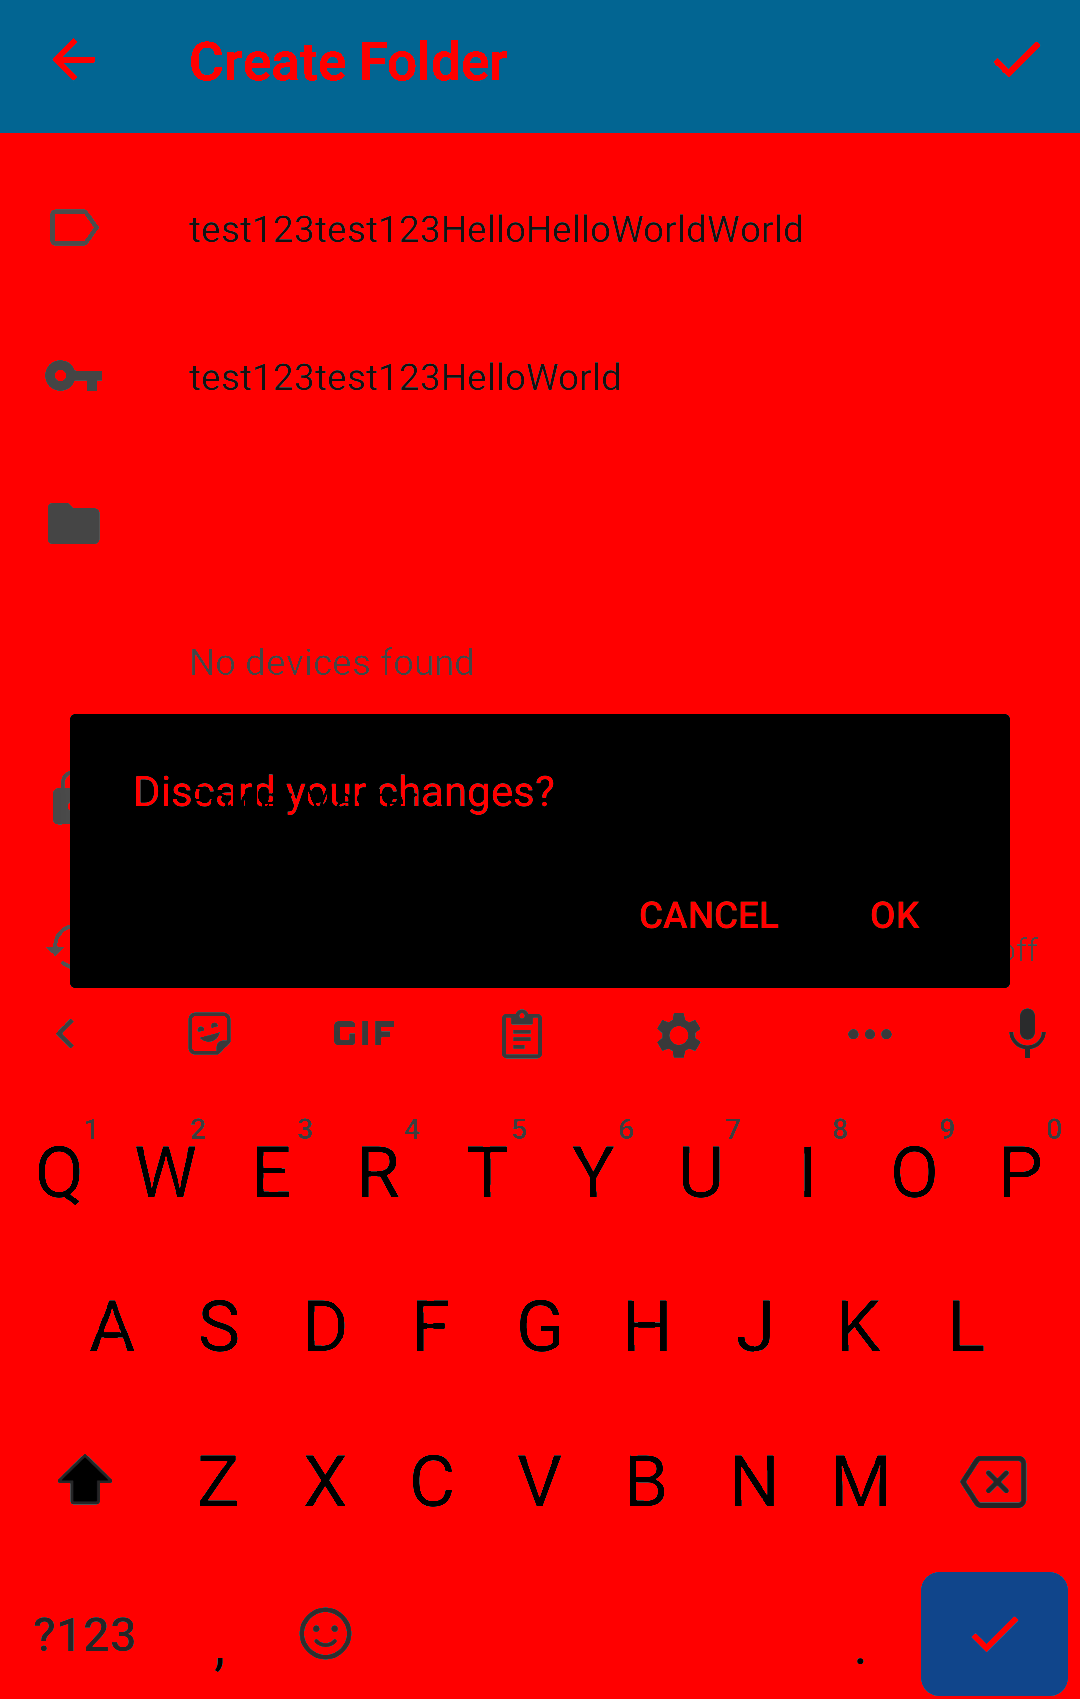 Create Folder
test123test123HelloHelloWorldWorld
test123test123HelloWorld
No devices found
Discard your changes?
CANCEL OK
off
GIF
1 2 3 4 5 6 7 8 9 0
Q W E R T Y U I O P
A S D F G H J K L
Z X C V B N M
?123 , .